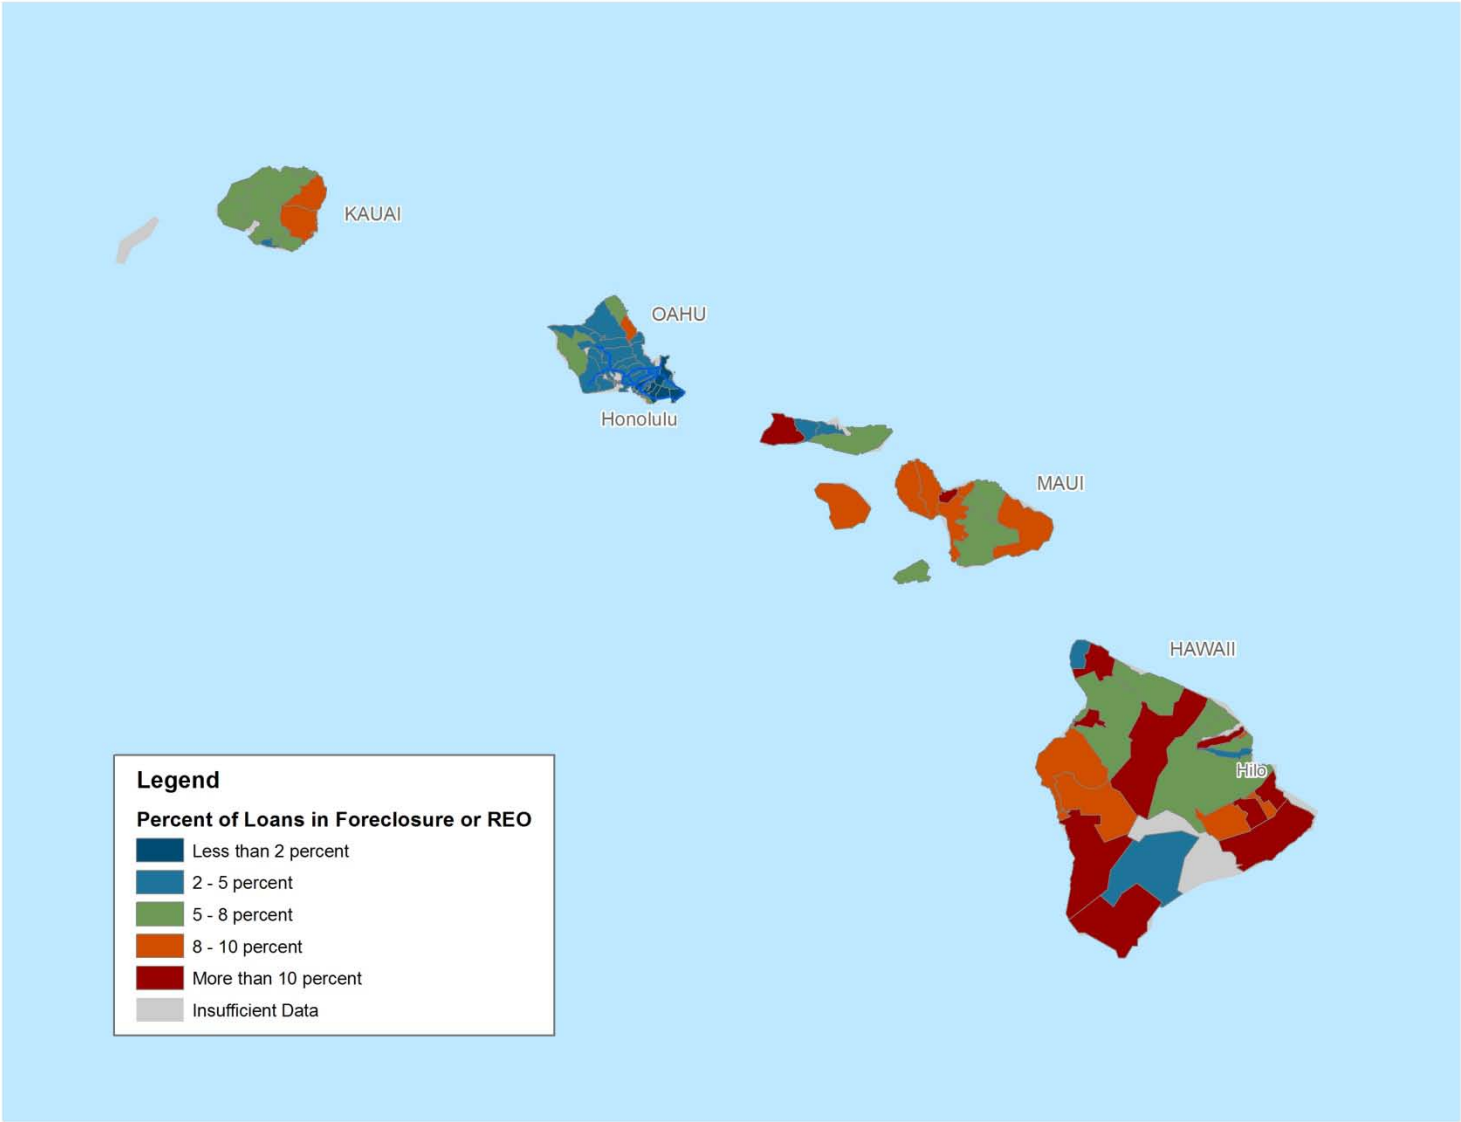 KAUAI
OAHU
Honolulu
MAUI
HAWAII
Hilo
Legend
Percent of Loans in Foreclosure or REO
Less than 2 percent
2 - 5 percent
5 - 8 percent
8 - 10 percent
More than 10 percent
Insufficient Data